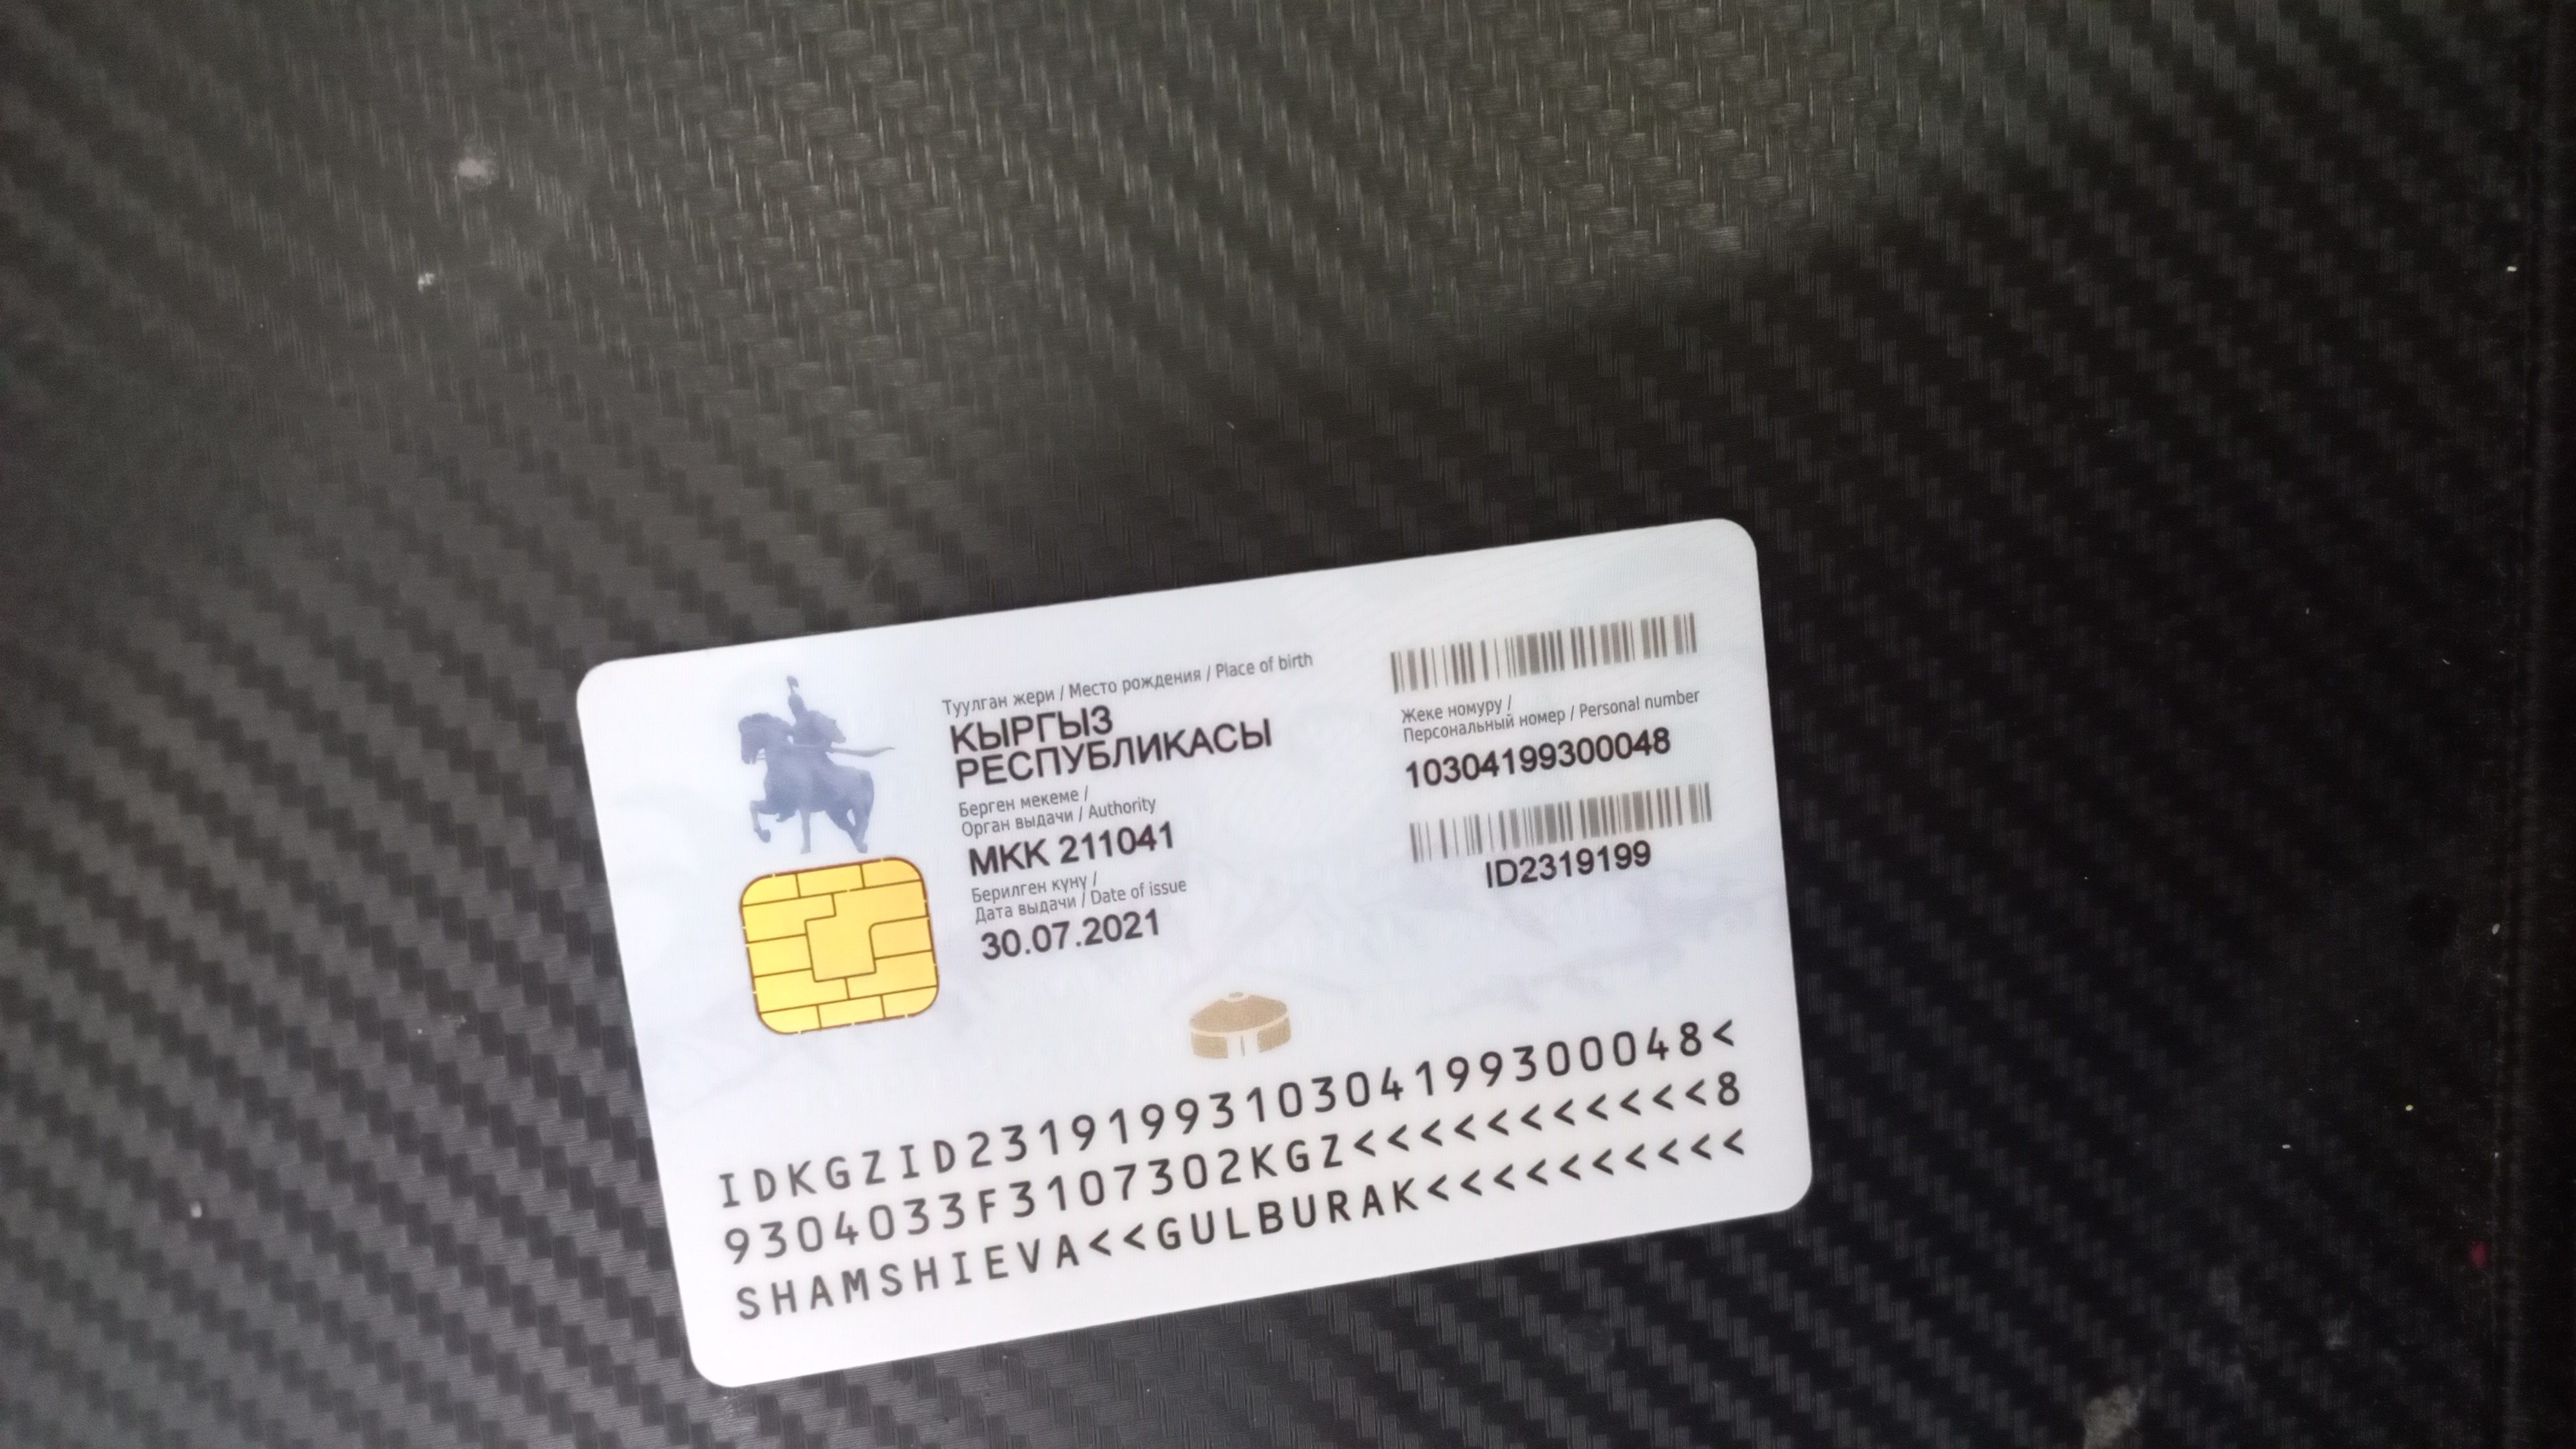 Туулган жери / Место рождения / Place of birth
КЫРГЫЗ
РЕСПУБЛИКАСЫ
Берген мекеме /
Орган выдачи / Authority
МКК 211041
Берилген күнү /
Дата выдачи / Date of issue
30.07.2021
Жеке номуру /
Персональный номер / Personal number
10304199300048
ID2319199
IDKGZID2319199310304199300048<
9304033F3107302KGZ<<<<<<<<<<<8
SHAMSHIEVA<<GULBURAK<<<<<<<<<<